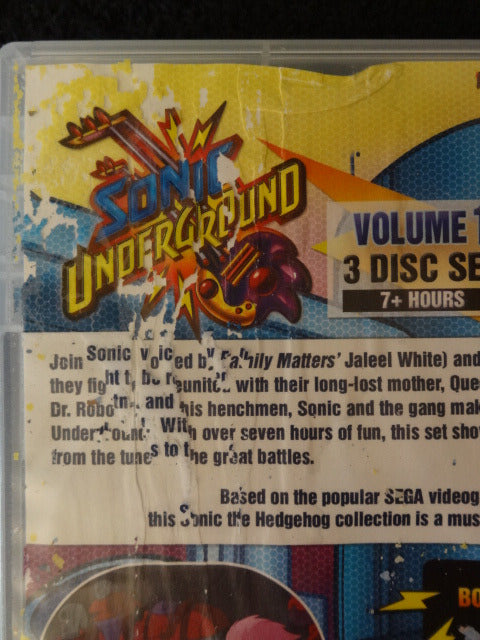 SONIC
UNDERGROUND
VOLUME 1
3 DISC SE
7+ HOURS
Join Sonic voiced by Family Matters' Jaleel White) and
they fight to be reunited with their long-lost mother, Que
Dr. Robotnik and his henchmen, Sonic and the gang mak
Underground. With over seven hours of fun, this set sho
from the tunes to the great battles.
Based on the popular SEGA videog
this Sonic the Hedgehog collection is a mus
BO